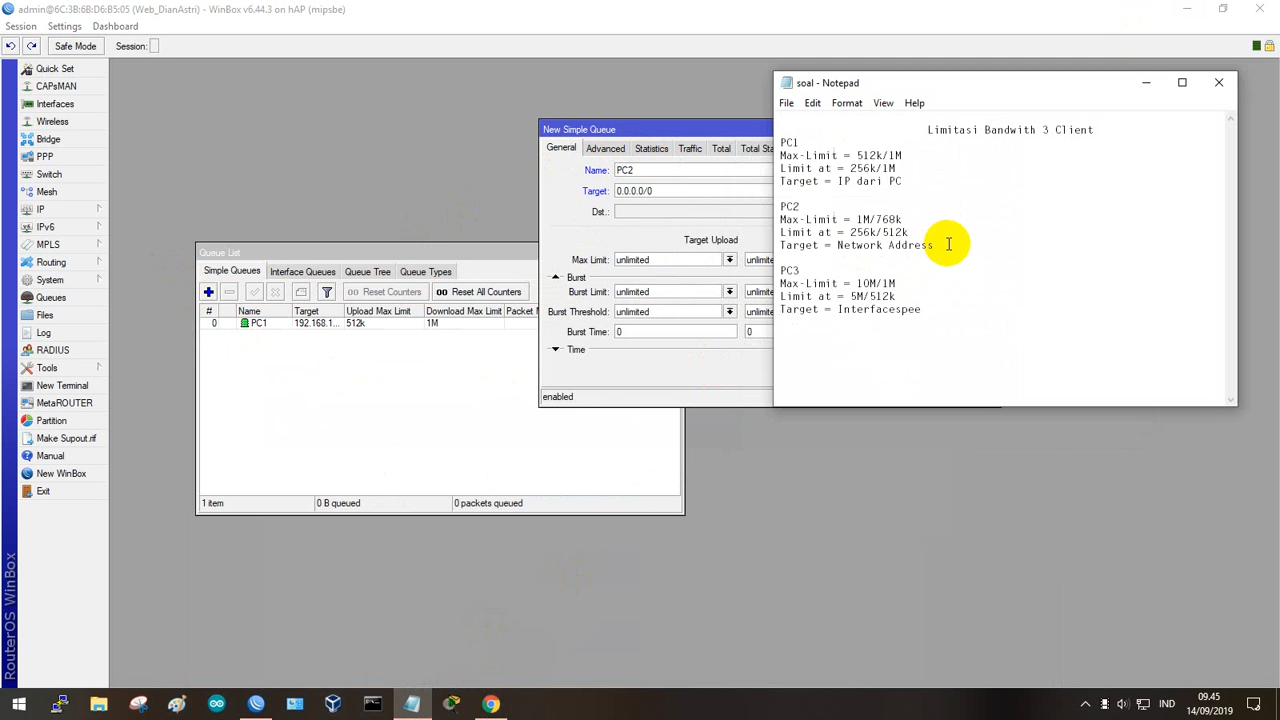 admin@6C:3B:6B:D6:B5:05 (Web_DianAstri) - WinBox v6.44.3 on hAP (mipsbe)
Session Settings Dashboard
Safe Mode Session:
Quick Set
CAPsMAN
Interfaces
Wireless
Bridge
PPP
Switch
Mesh
IP
IPv6
MPLS
Routing
System
Queues
Files
Log
RADIUS
Tools
New Terminal
MetaROUTER
Partition
Make Supout.rif
Manual
New WinBox
Exit
RouterOS WinBox
Queue List
Simple Queues Interface Queues Queue Tree Queue Types
Reset Counters 00 Reset All Counters
# Name Target Upload Max Limit Download Max Limit Packet
0 PC1 192.168.1... 512k 1M
1 item 0 B queued 0 packets queued
New Simple Queue
General Advanced Statistics Traffic Total Total Sta
Name: PC2
Target: 0.0.0.0/0
Dst.:
Target Upload
Max Limit: unlimited unlimite
Burst
Burst Limit: unlimited unlimite
Burst Threshold: unlimited unlimite
Burst Time: 0 0
Time
enabled
soal - Notepad
File Edit Format View Help
Limitasi Bandwith 3 Client
PC1
Max-Limit = 512k/1M
Limit at = 256k/1M
Target = IP dari PC
PC2
Max-Limit = 1M/768k
Limit at = 256k/512k
Target = Network Address
PC3
Max-Limit = 10M/1M
Limit at = 5M/512k
Target = Interfacespee
IND
09.45
14/09/2019